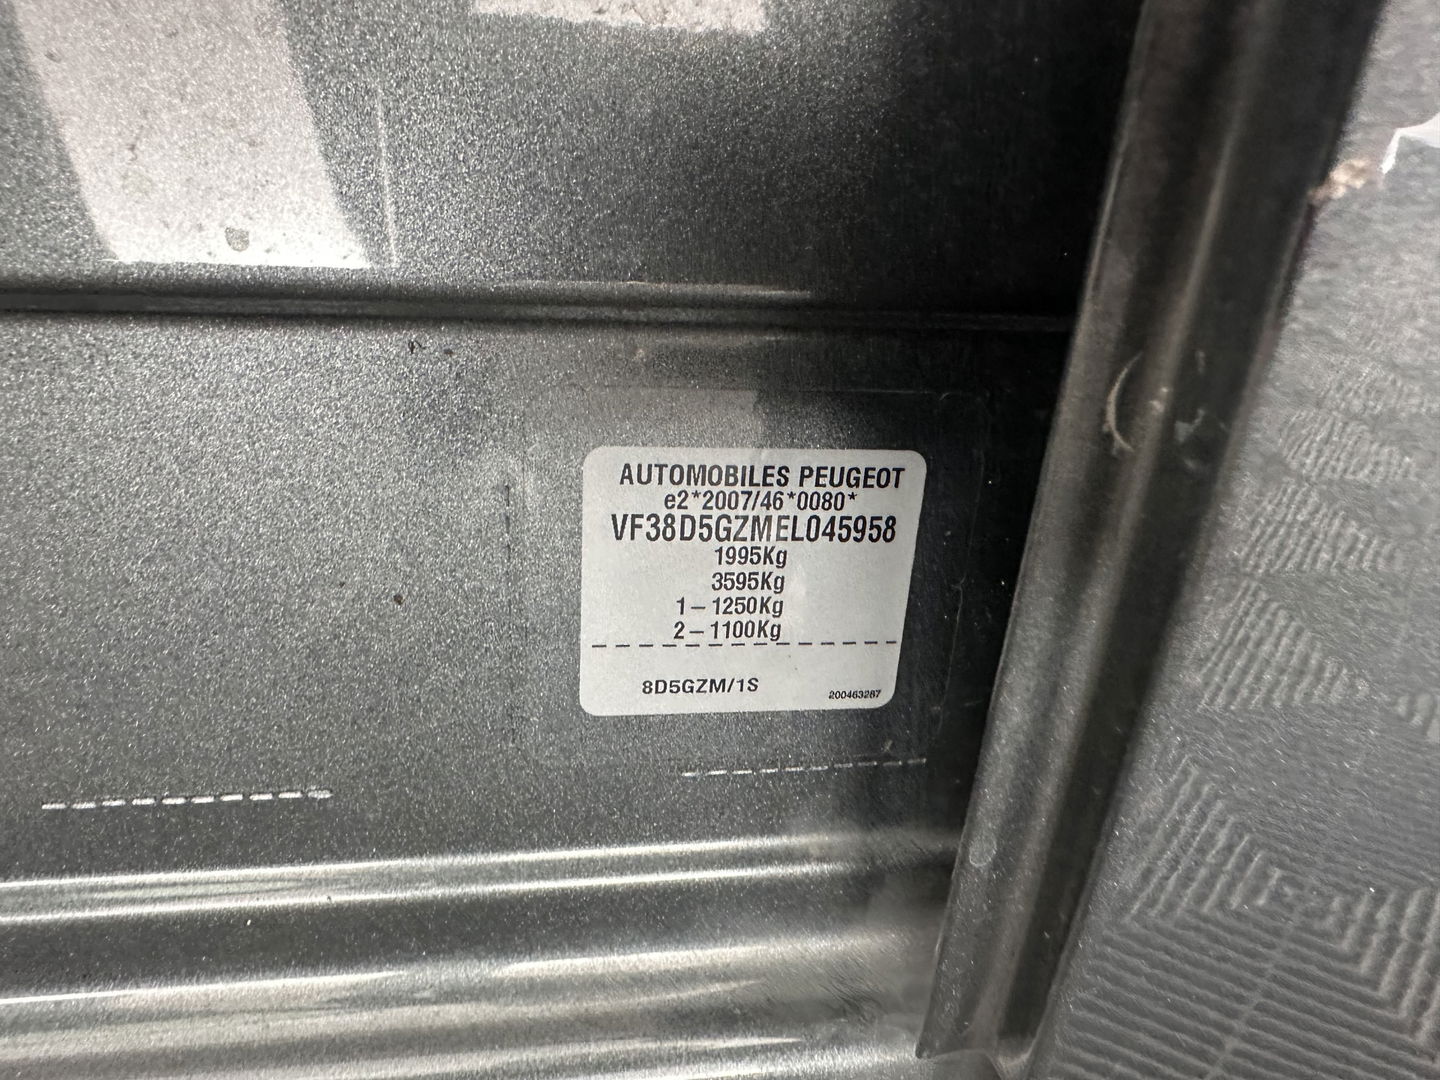 AUTOMOBILES PEUGEOT
e2*2007/46*0080*
VF38D5GZMEL045958
1995Kg
3595Kg
1-1250Kg
2-1100Kg
8D5GZM/1S
200463287